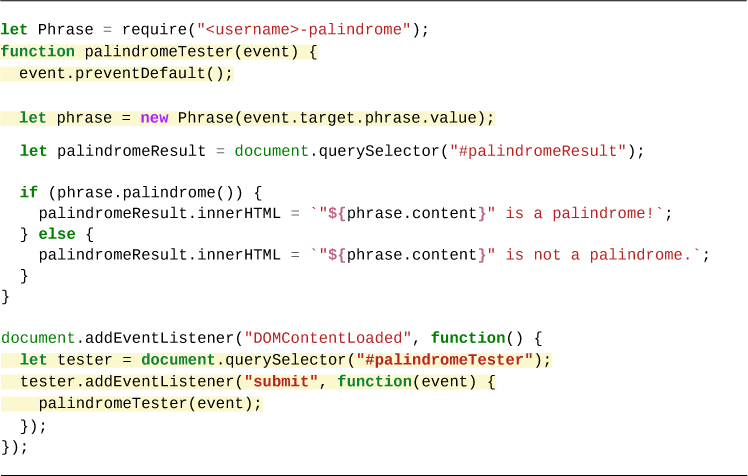 let Phrase = require("<username>-palindrome");
function palindromeTester(event) {
  event.preventDefault();

  let phrase = new Phrase(event.target.phrase.value);
  let palindromeResult = document.querySelector("#palindromeResult");

  if (phrase.palindrome()) {
    palindromeResult.innerHTML = `"${phrase.content}" is a palindrome!`;
  } else {
    palindromeResult.innerHTML = `"${phrase.content}" is not a palindrome.`;
  }
}

document.addEventListener("DOMContentLoaded", function() {
  let tester = document.querySelector("#palindromeTester");
  tester.addEventListener("submit", function(event) {
    palindromeTester(event);
  });
});